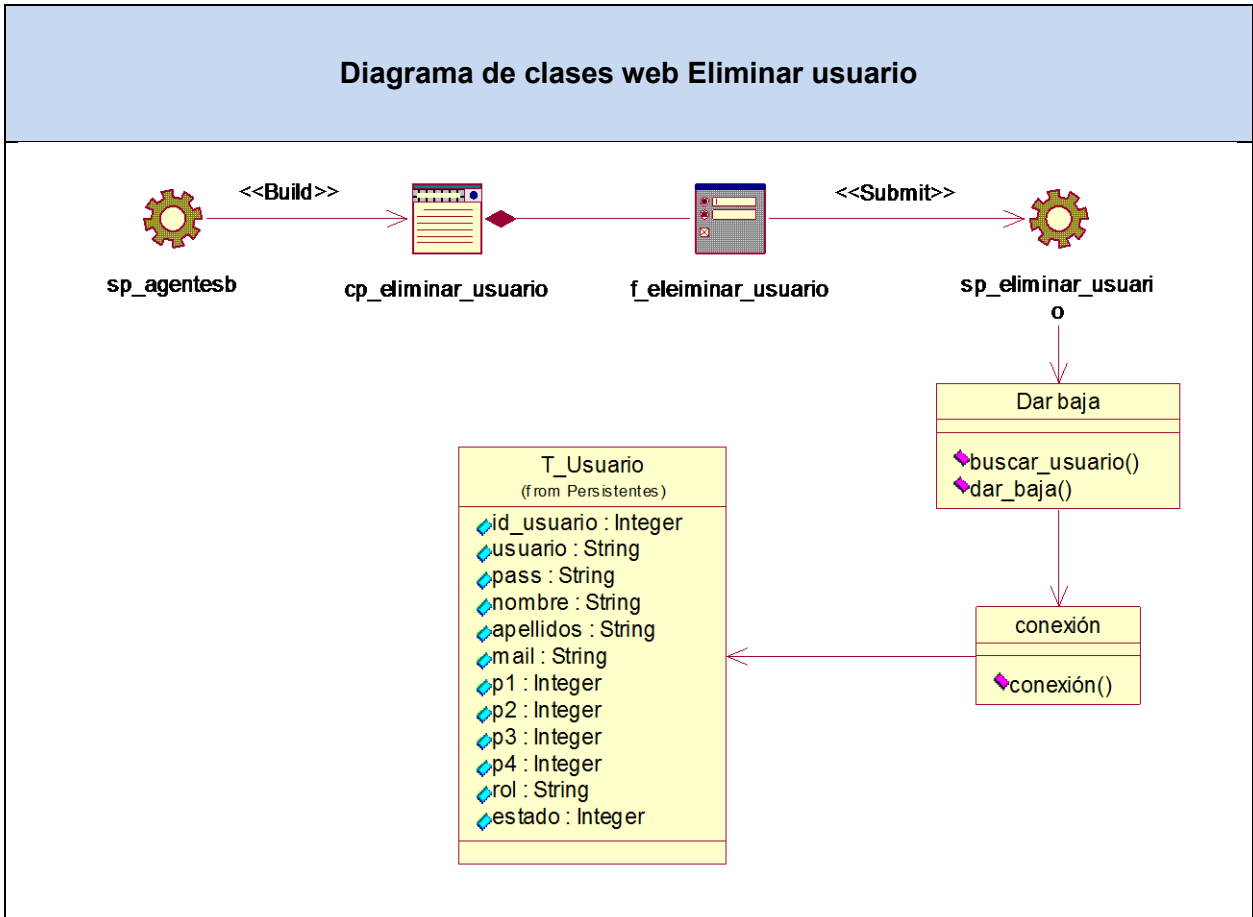 Diagrama de clases web Eliminar usuario
<<Build>>
<<Submit>>
sp_agentesb
cp_eliminar_usuario
f_eleiminar_usuario
sp_eliminar_usuari
o
Dar baja
buscar_usuario()
dar_baja()
T_Usuario
(from Persistentes)
id_usuario : Integer
usuario : String
pass : String
nombre : String
apellidos : String
mail : String
p1 : Integer
p2 : Integer
p3 : Integer
p4 : Integer
rol : String
estado : Integer
conexión
conexión()